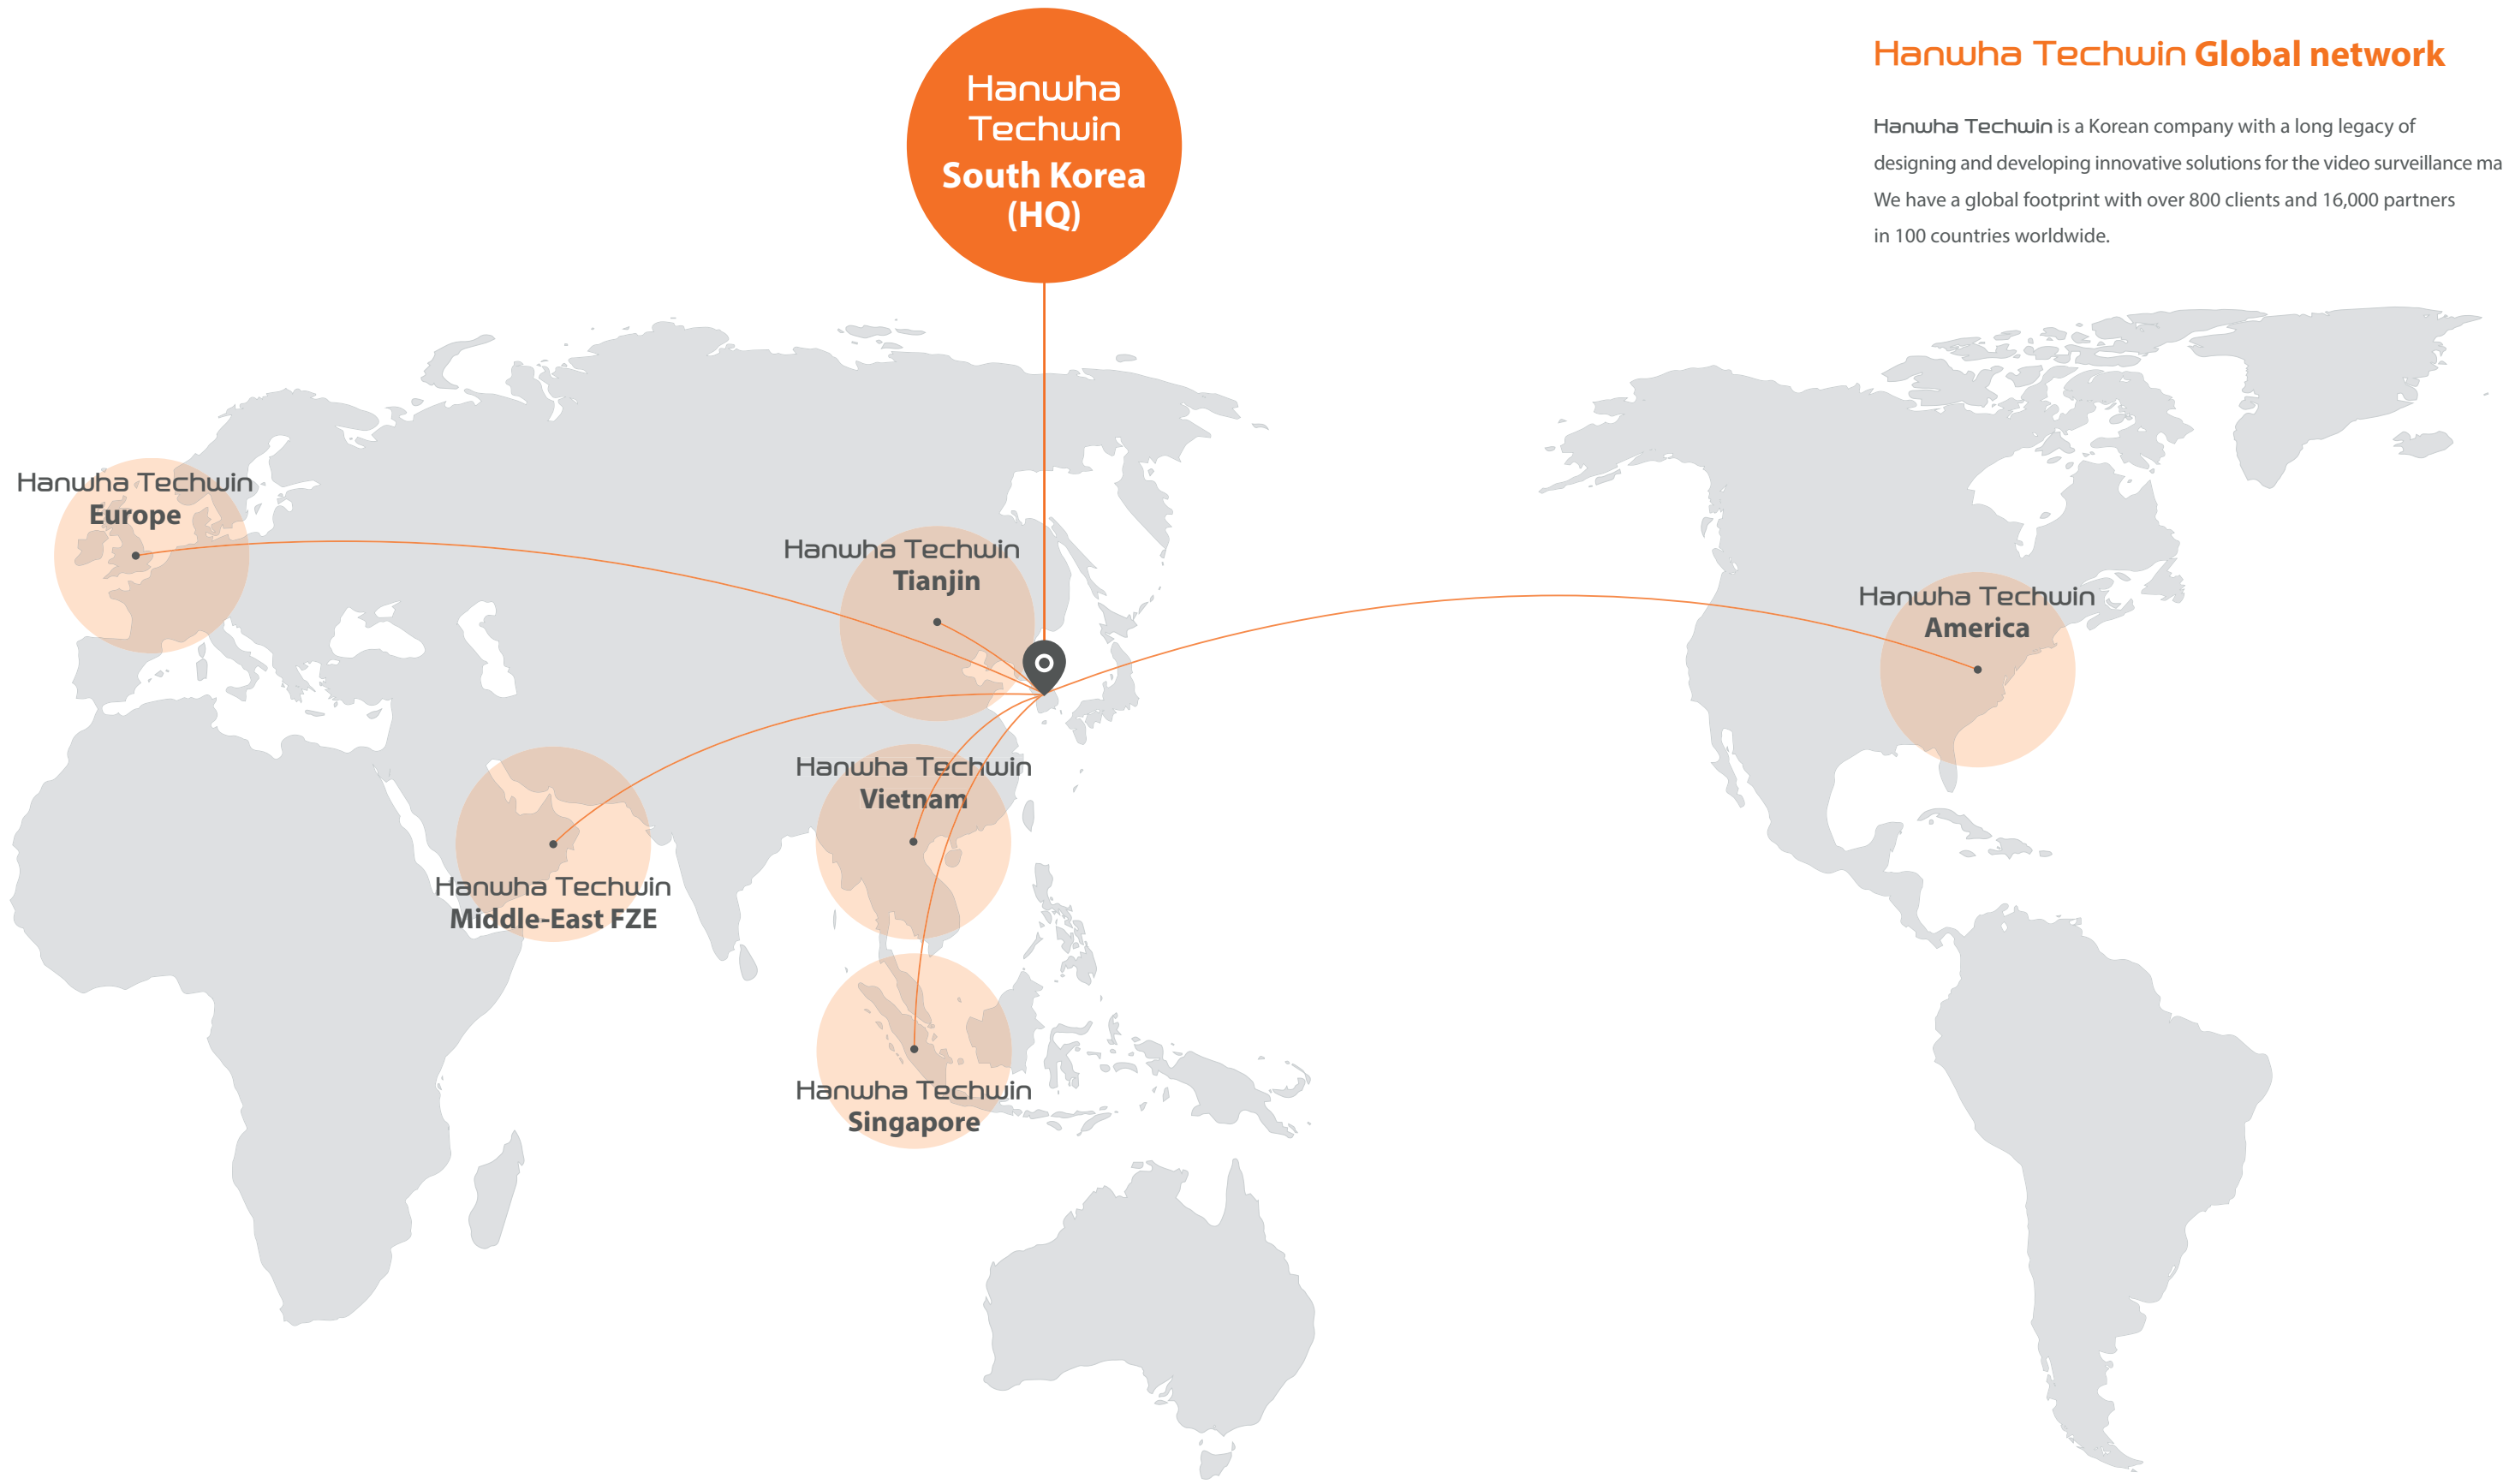 Hanwha Techwin Global network
Hanwha Techwin is a Korean company with a long legacy of
designing and developing innovative solutions for the video surveillance ma
We have a global footprint with over 800 clients and 16,000 partners
in 100 countries worldwide.
Hanwha
Techwin
South Korea
(HQ)
Hanwha Techwin
Europe
Hanwha Techwin
Tianjin
Hanwha Techwin
America
Hanwha Techwin
Vietnam
Hanwha Techwin
Middle-East FZE
Hanwha Techwin
Singapore